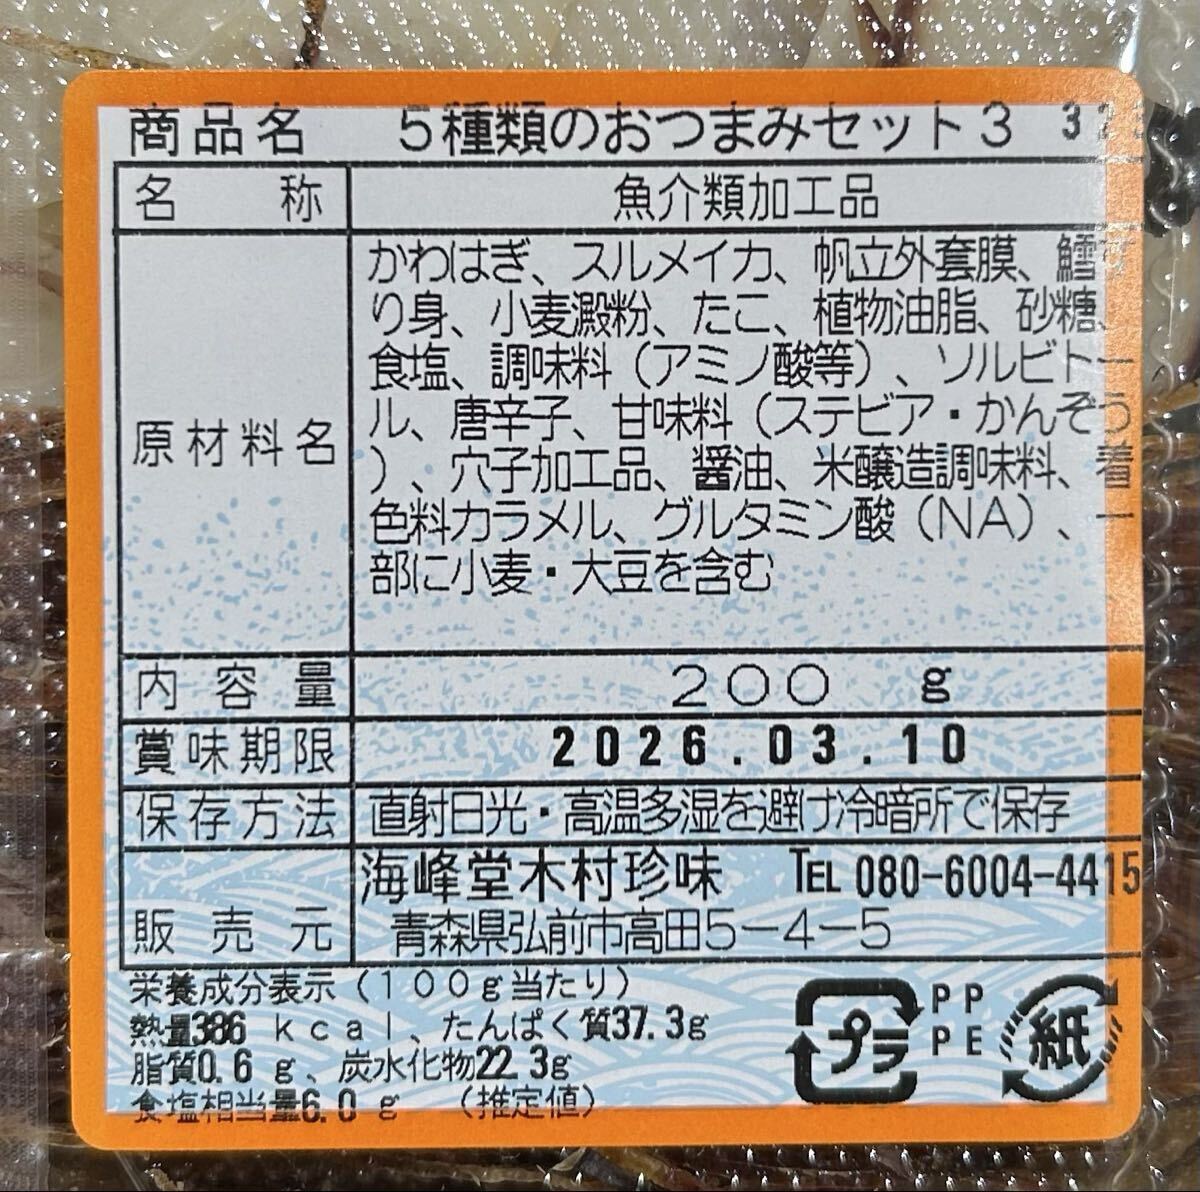 商品名 5種類のおつまみセット3
名称 魚介類加工品
原材料名
かわはぎ、スルメイカ、帆立外套膜、鱈す
り身、小麦澱粉、たこ、植物油脂、砂糖、
食塩、調味料（アミノ酸等）、ソルビトー
ル、唐辛子、甘味料（ステビア・かんぞう
）、穴子加工品、醤油、米醸造調味料、着
色料カラメル、グルタミン酸（NA）、一
部に小麦・大豆を含む
内容量 200 g
賞味期限 2026.03.10
保存方法 直射日光・高温多湿を避け冷暗所で保存
販売元
海峰堂木村珍味 TEL 080-6004-4415
青森県弘前市高田5-4-5
栄養成分表示（100g当たり）
熱量386 kcal、たんぱく質37.3g
脂質0.6 g、炭水化物22.3g
食塩相当量6.0 g （推定値）
プラ
PP
PE
紙